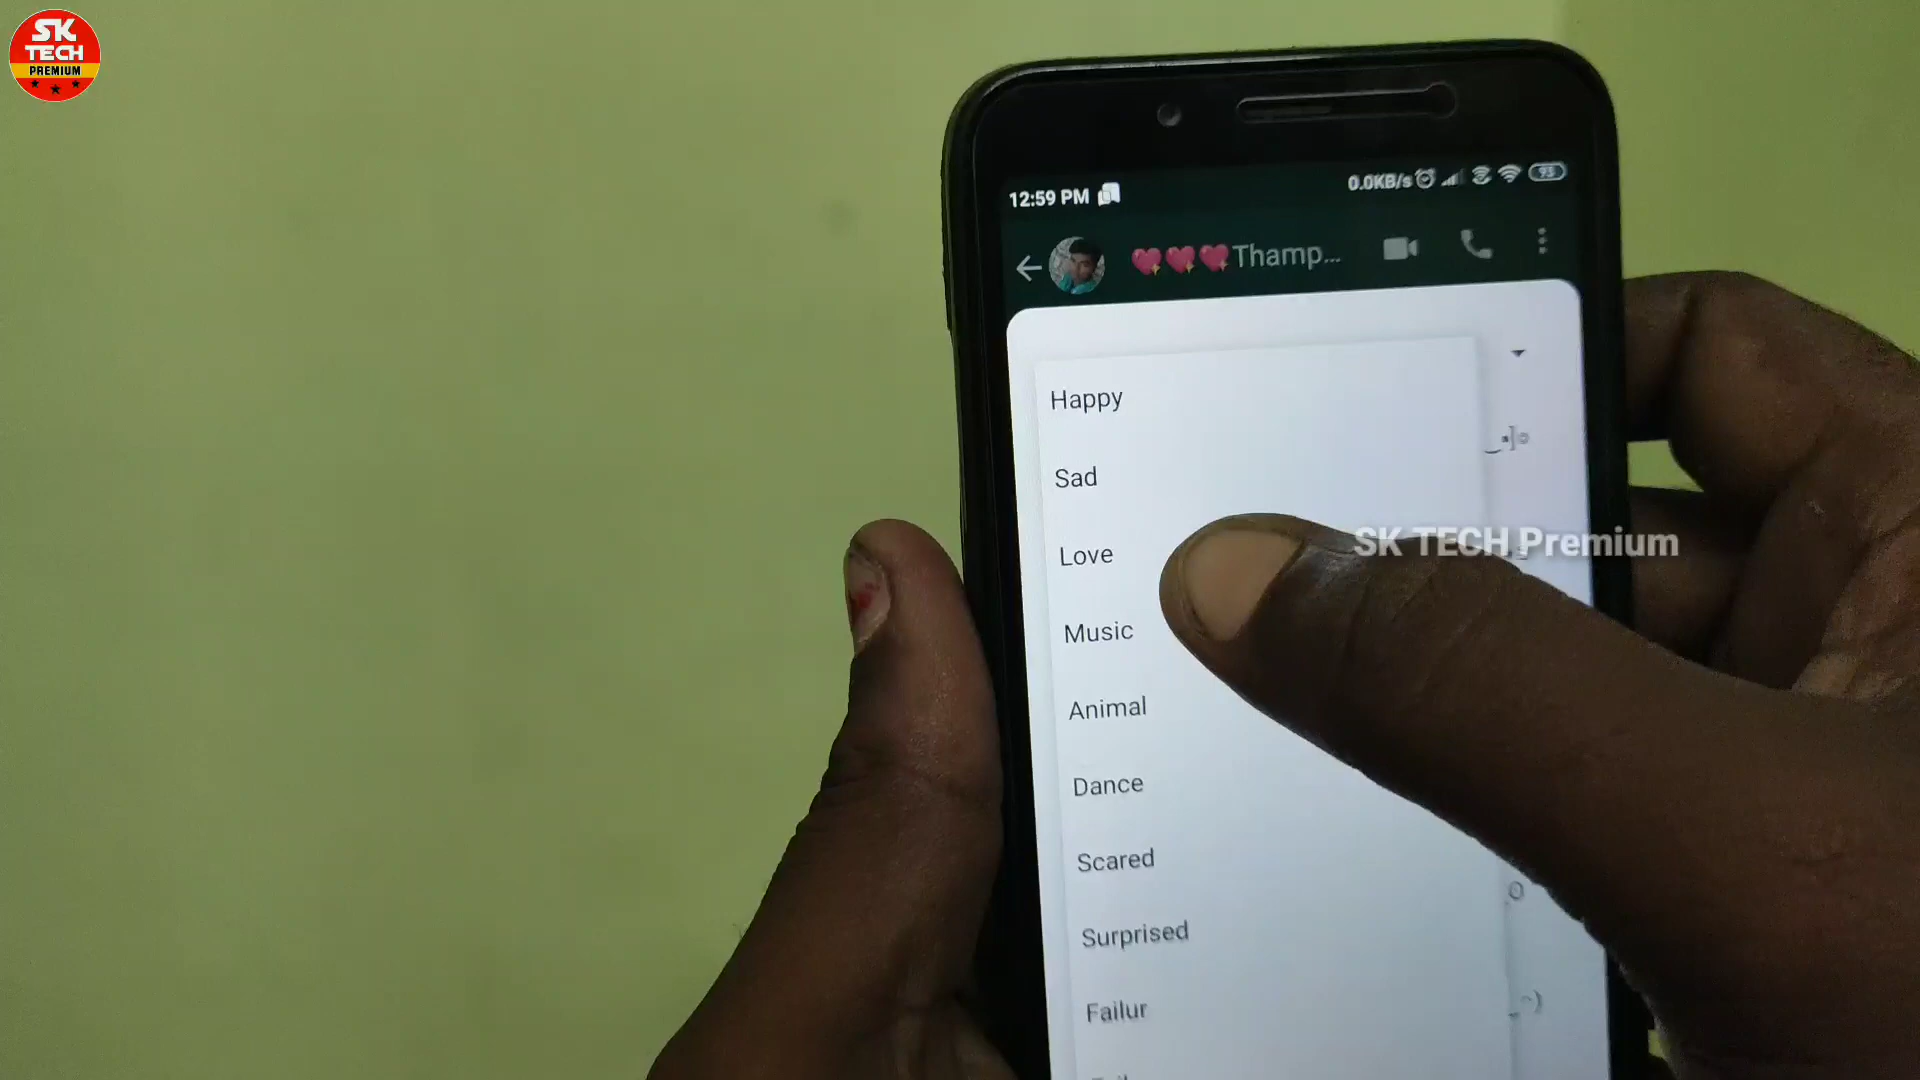 SK
TECH
PREMIUM
12:59 PM
0.0KB/s
93
💖💖💖Thamp...
Happy
Sad
Love
SK TECH Premium
Music
Animal
Dance
Scared
Surprised
Failur